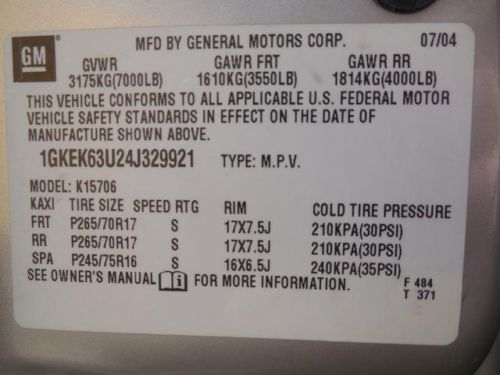 GM MFD BY GENERAL MOTORS CORP. 07/04
GVWR GAWR FRT GAWR RR
3175KG(7000LB) 1610KG(3550LB) 1814KG(4000LB)
THIS VEHICLE CONFORMS TO ALL APPLICABLE U.S. FEDERAL MOTOR
VEHICLE SAFETY STANDARDS IN EFFECT ON THE DATE OF
MANUFACTURE SHOWN ABOVE.
1GKEK63U24J329921 TYPE: M.P.V.
MODEL: K15706
KAXI TIRE SIZE SPEED RTG RIM COLD TIRE PRESSURE
FRT P265/70R17 S 17X7.5J 210KPA(30PSI)
RR P265/70R17 S 17X7.5J 210KPA(30PSI)
SPA P245/75R16 S 16X6.5J 240KPA(35PSI)
SEE OWNER'S MANUAL FOR MORE INFORMATION. F 484
T 371